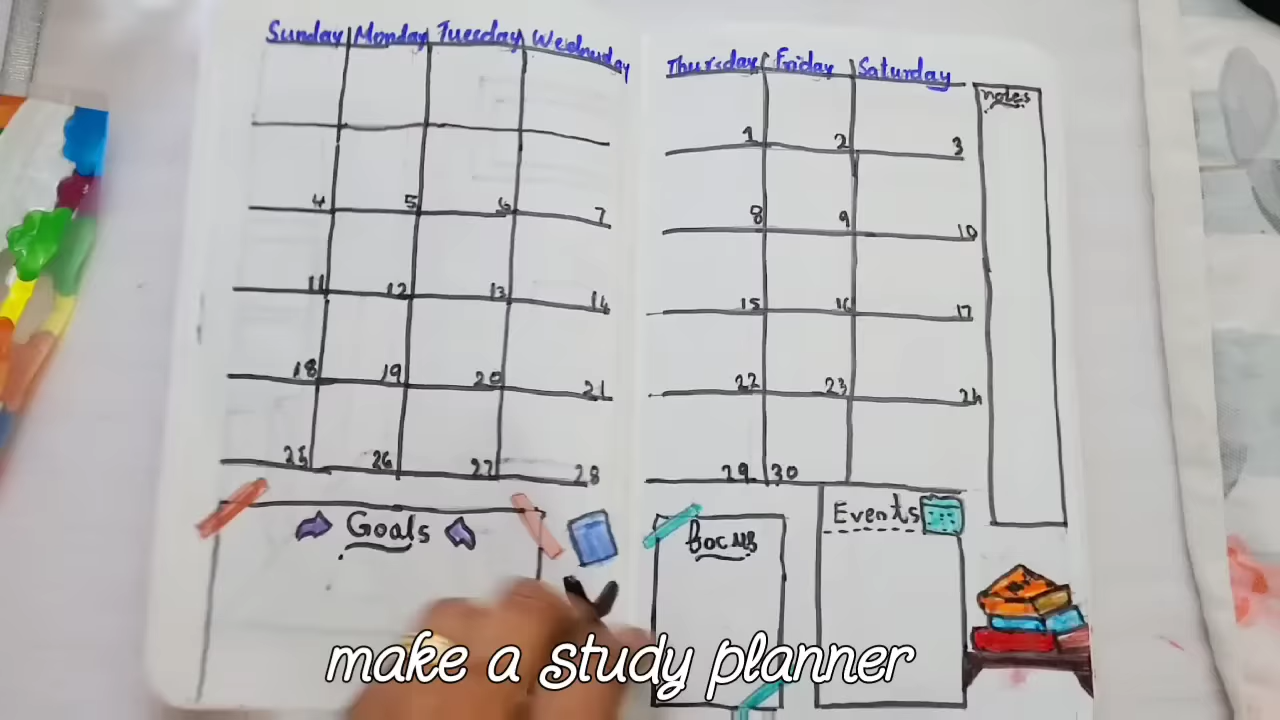 Sunday Monday Tuesday Wednesday Thursday Friday Saturday
notes
1 2 3
4 5 6 7 8 9 10
11 12 13 14 15 16 17
18 19 20 21 22 23 24
25 26 27 28 29 30
Goals
focus
Events
make a study planner